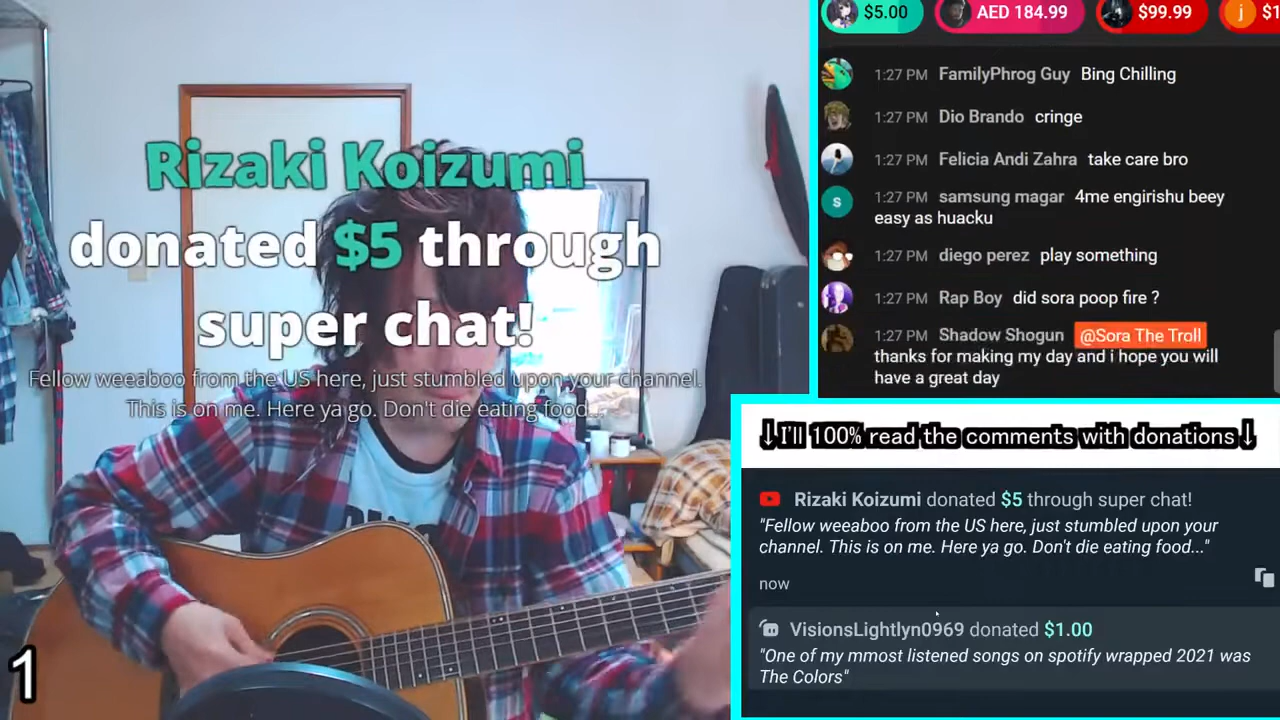 Rizaki Koizumi
donated $5 through
super chat!
Fellow weeaboo from the US here, just stumbled upon your channel.
This is on me. Here ya go. Don't die eating food...
1
$5.00 AED 184.99 $99.99 j
1:27 PM FamilyPhrog Guy Bing Chilling
1:27 PM Dio Brando cringe
1:27 PM Felicia Andi Zahra take care bro
s 1:27 PM samsung magar 4me engirishu beey
easy as huacku
1:27 PM diego perez play something
1:27 PM Rap Boy did sora poop fire ?
1:27 PM Shadow Shogun @Sora The Troll
thanks for making my day and i hope you will
have a great day
↓I'll 100% read the comments with donations↓
Rizaki Koizumi donated $5 through super chat!
"Fellow weeaboo from the US here, just stumbled upon your
channel. This is on me. Here ya go. Don't die eating food..."
now
VisionsLightlyn0969 donated $1.00
"One of my mmost listened songs on spotify wrapped 2021 was
The Colors"